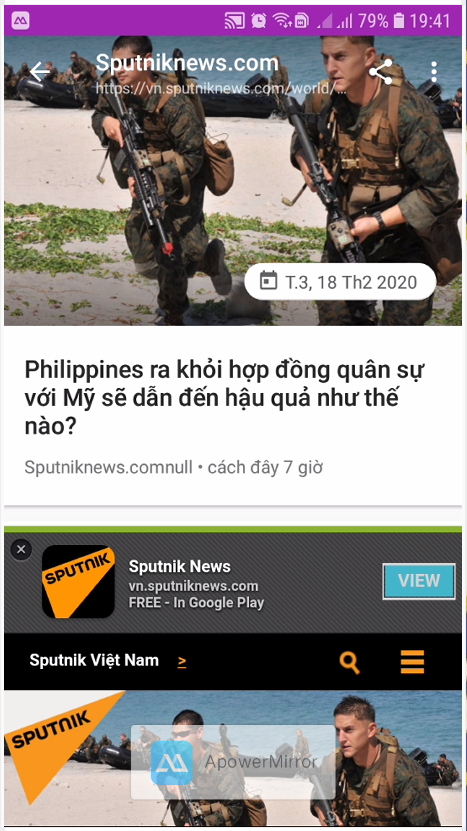 79% 19:41
Sputniknews.com
https://vn.sputniknews.com/world/...
T.3, 18 Th2 2020
Philippines ra khỏi hợp đồng quân sự
với Mỹ sẽ dẫn đến hậu quả như thế
nào?
Sputniknews.comnull • cách đây 7 giờ
SPUTNIK
Sputnik News
vn.sputniknews.com
FREE - In Google Play
VIEW
Sputnik Việt Nam >
SPUTNIK
ApowerMirror